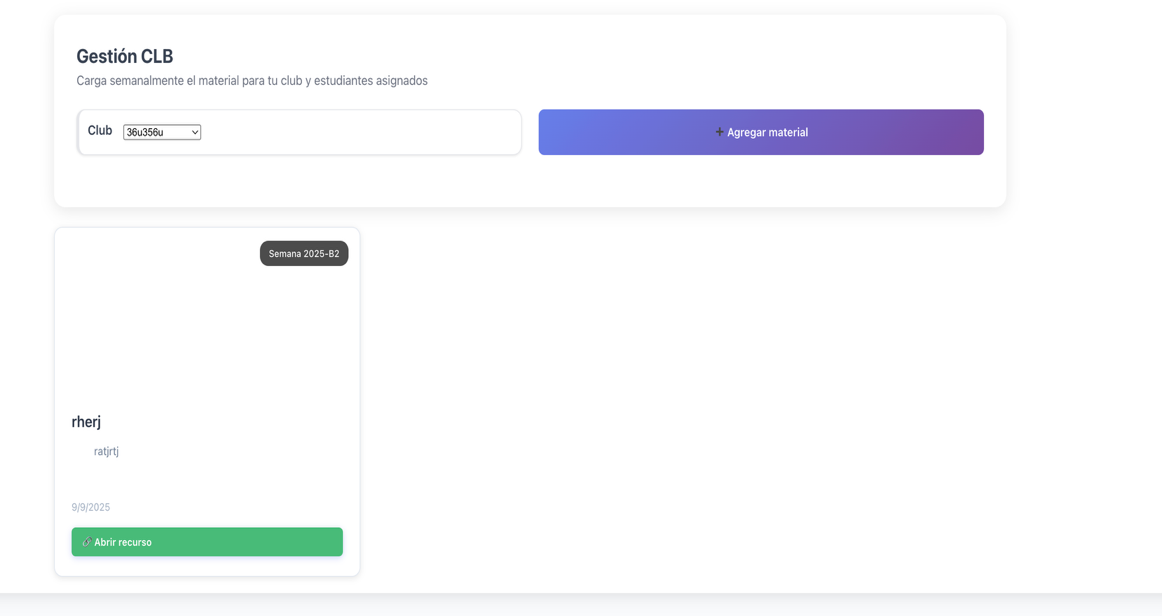 Gestión CLB
Carga semanalmente el material para tu club y estudiantes asignados
Club 36u356u
➕ Agregar material
Semana 2025-B2
rherj
ratjrtj
9/9/2025
🔗 Abrir recurso